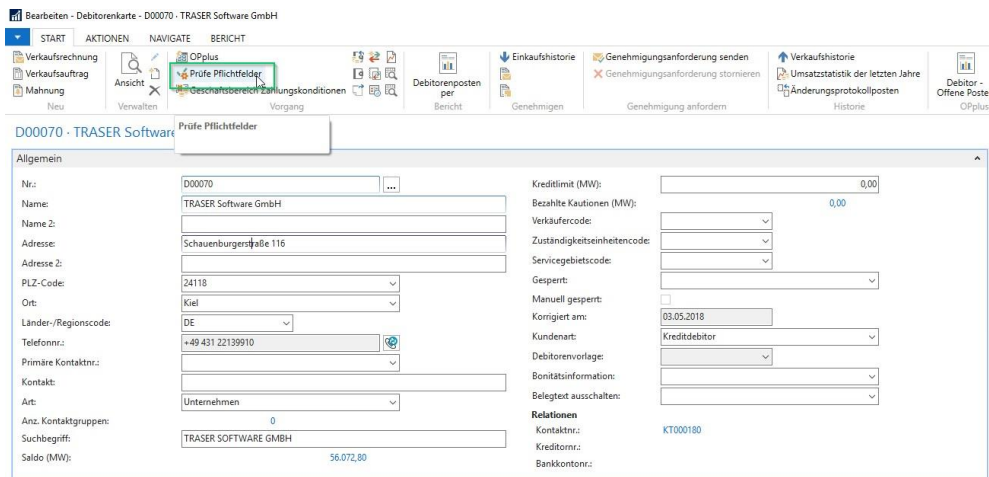 Bearbeiten - Debitorenkarte - D00070 · TRASER Software GmbH
START AKTIONEN NAVIGATE BERICHT
Verkaufsrechnung
Verkaufsauftrag
Mahnung
Neu
Ansicht
Verwalten
OPplus
Prüfe Pflichtfelder
Geschäftsbereich Zahlungskonditionen
Vorgang
Debitorenposten
per
Bericht
Einkaufshistorie
Genehmigen
Genehmigungsanforderung senden
Genehmigungsanforderung stornieren
Genehmigung anfordern
Verkaufshistorie
Umsatzstatistik der letzten Jahre
Änderungsprotokollposten
Historie
Debitor -
Offene Poste
OPplus
Prüfe Pflichtfelder
D00070 · TRASER Software
Allgemein
Nr.: D00070 ...
Name: TRASER Software GmbH
Name 2:
Adresse: Schauenburgerstraße 116
Adresse 2:
PLZ-Code: 24118
Ort: Kiel
Länder-/Regionscode: DE
Telefonnr.: +49 431 22139910
Primäre Kontaktnr.:
Kontakt:
Art: Unternehmen
Anz. Kontaktgruppen: 0
Suchbegriff: TRASER SOFTWARE GMBH
Saldo (MW): 56.072,80
Kreditlimit (MW): 0,00
Bezahlte Kautionen (MW): 0,00
Verkäufercode:
Zuständigkeitseinheitencode:
Servicegebietscode:
Gesperrt:
Manuell gesperrt:
Korrigiert am: 03.05.2018
Kundenart: Kreditdebitor
Debitorenvorlage:
Bonitätsinformation:
Belegtext ausschalten:
Relationen
Kontaktnr.: KT000180
Kreditornr.:
Bankkontonr.: